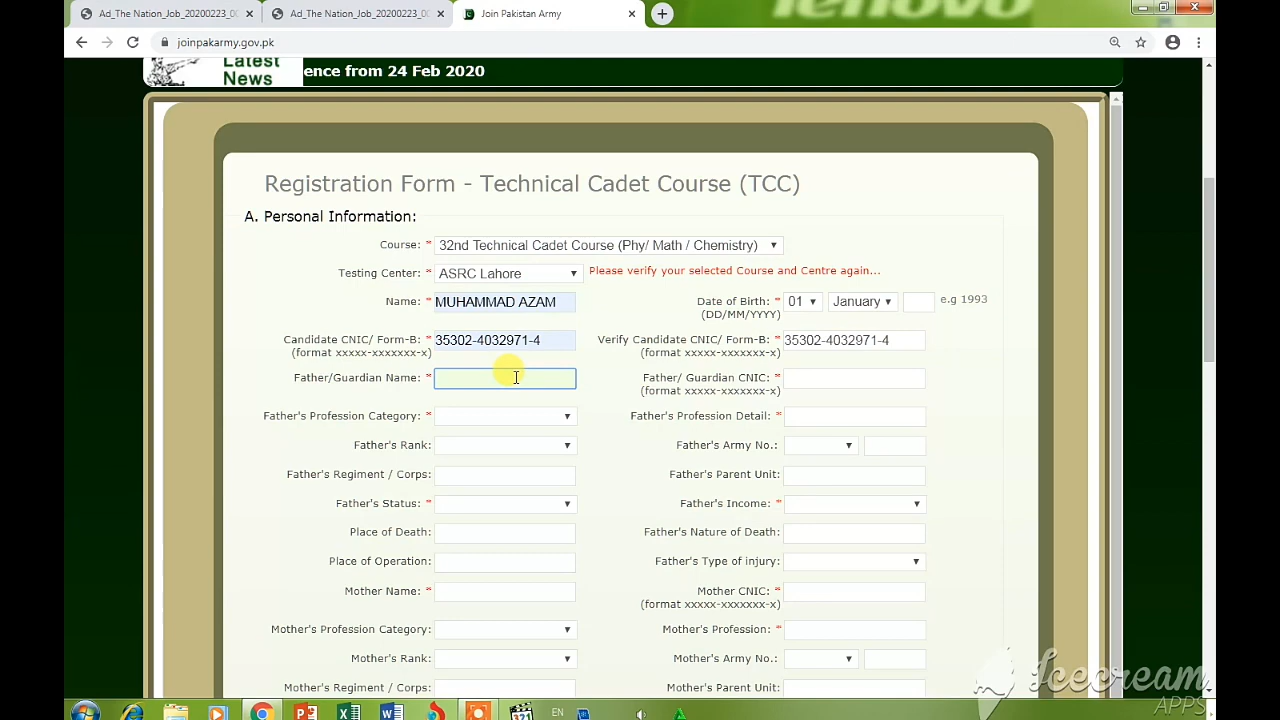 Ad_The Nation_Job_20200223_0
Ad_The Nation_Job_20200223_0
Join Pakistan Army
lenovo
joinpakarmy.gov.pk
Latest News
ence from 24 Feb 2020
Registration Form - Technical Cadet Course (TCC)
A. Personal Information:
Course: * 32nd Technical Cadet Course (Phy/ Math / Chemistry)
Testing Center: * ASRC Lahore Please verify your selected Course and Centre again...
Name: * MUHAMMAD AZAM Date of Birth: * 01 January e.g 1993
(DD/MM/YYYY)
Candidate CNIC/ Form-B: * 35302-4032971-4 Verify Candidate CNIC/ Form-B: * 35302-4032971-4
(format xxxxx-xxxxxxx-x) (format xxxxx-xxxxxxx-x)
Father/Guardian Name: * Father/ Guardian CNIC: *
(format xxxxx-xxxxxxx-x)
Father's Profession Category: * Father's Profession Detail: *
Father's Rank: Father's Army No.:
Father's Regiment / Corps: Father's Parent Unit:
Father's Status: * Father's Income: *
Place of Death: Father's Nature of Death:
Place of Operation: Father's Type of injury:
Mother Name: * Mother CNIC: *
(format xxxxx-xxxxxxx-x)
Mother's Profession Category: Mother's Profession: *
Mother's Rank: Mother's Army No.:
Mother's Regiment / Corps: Mother's Parent Unit:
Icecream
APPS
EN